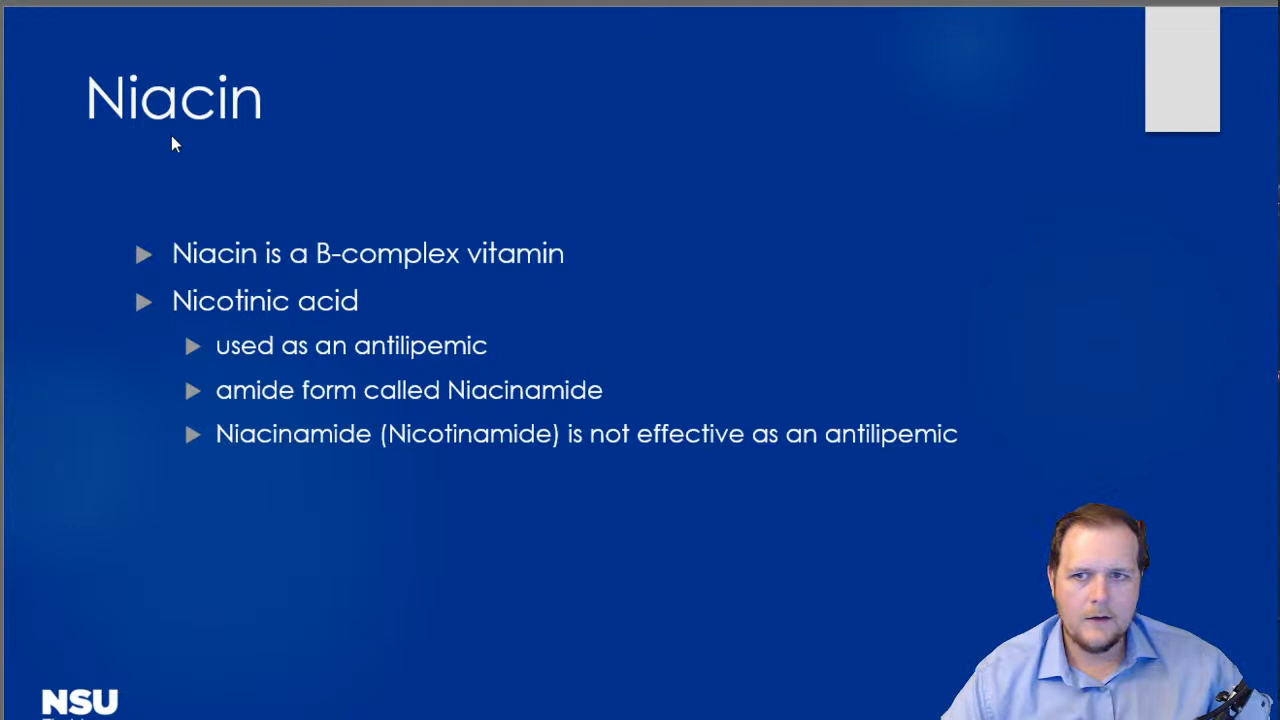 Niacin
Niacin is a B-complex vitamin
Nicotinic acid
used as an antilipemic
amide form called Niacinamide
Niacinamide (Nicotinamide) is not effective as an antilipemic
NSU